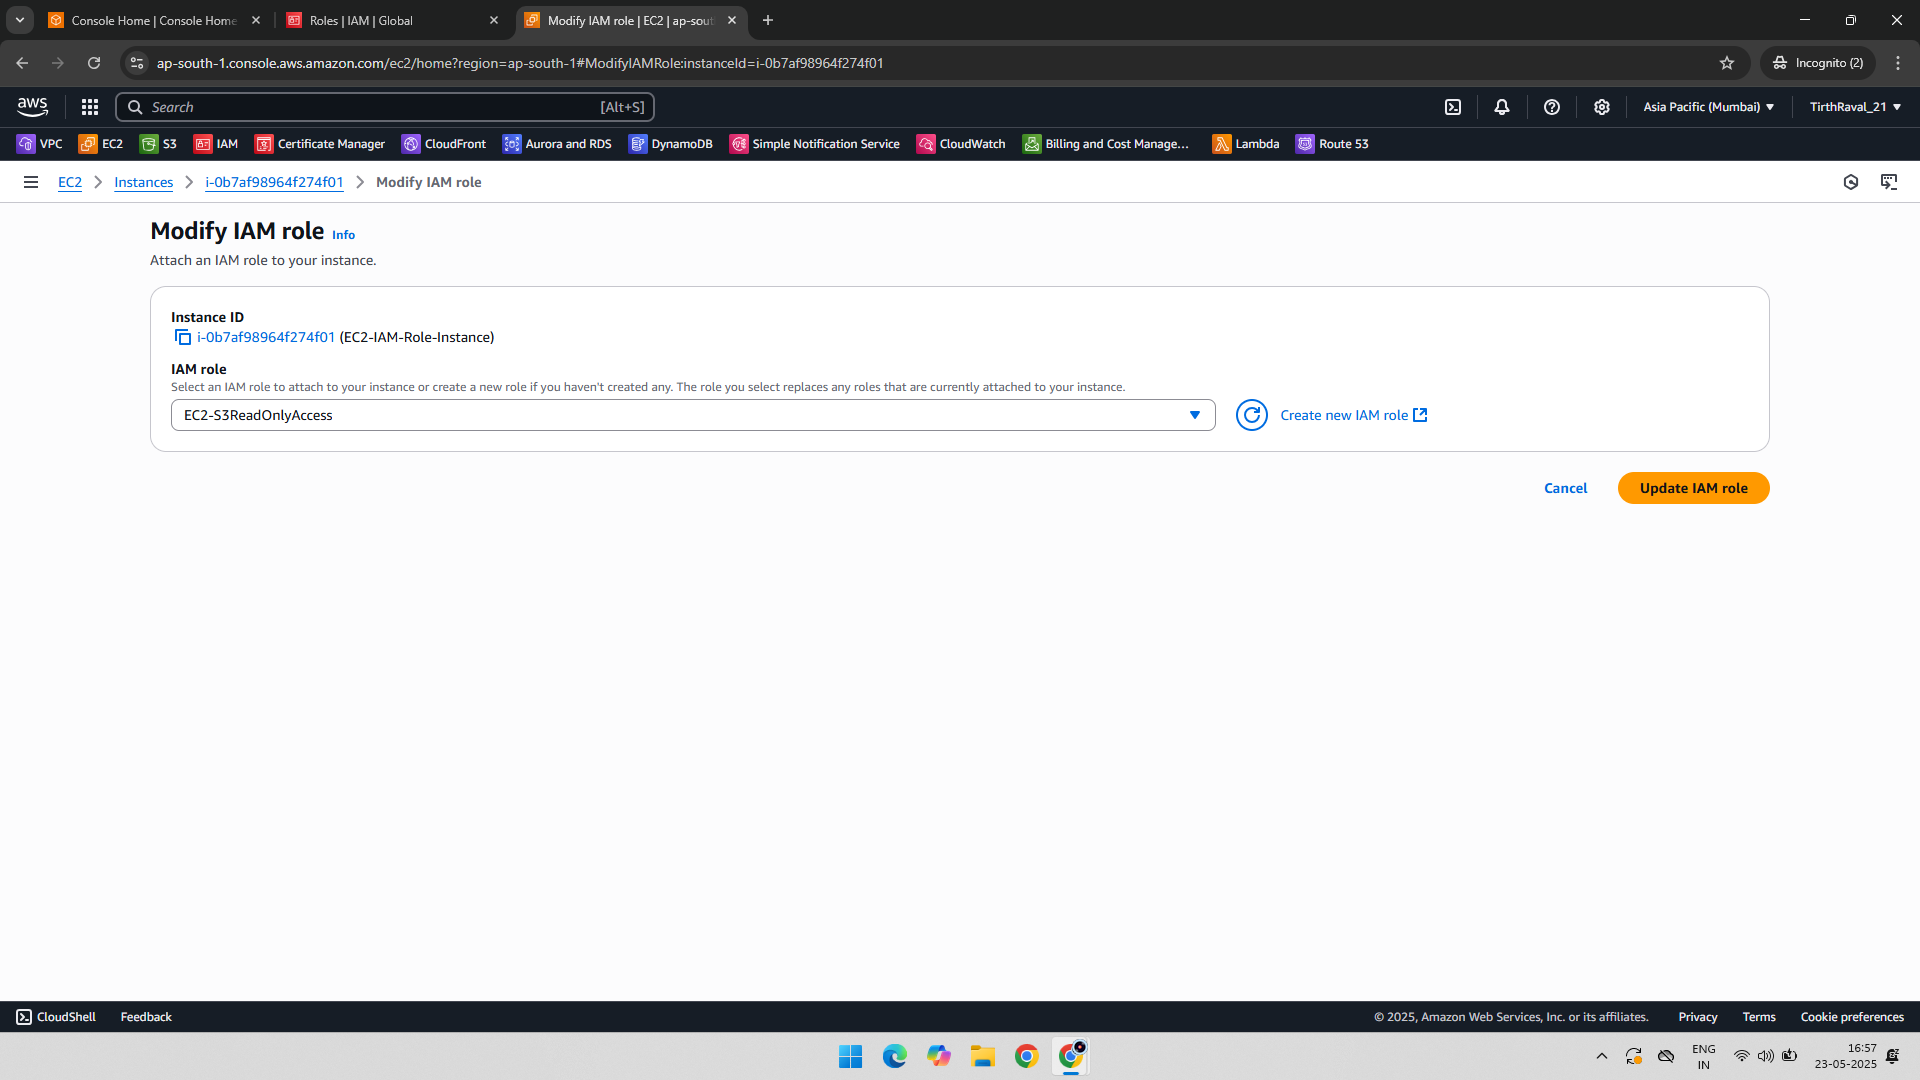 Console Home | Console Home
Roles | IAM | Global
Modify IAM role | EC2 | ap-sout
ap-south-1.console.aws.amazon.com/ec2/home?region=ap-south-1#ModifyIAMRole:instanceId=i-0b7af98964f274f01
Incognito (2)
aws
Search
[Alt+S]
Asia Pacific (Mumbai)
TirthRaval_21
VPC
EC2
S3
IAM
Certificate Manager
CloudFront
Aurora and RDS
DynamoDB
Simple Notification Service
CloudWatch
Billing and Cost Manage...
Lambda
Route 53
EC2
Instances
i-0b7af98964f274f01
Modify IAM role
Modify IAM role Info
Attach an IAM role to your instance.
Instance ID
i-0b7af98964f274f01 (EC2-IAM-Role-Instance)
IAM role
Select an IAM role to attach to your instance or create a new role if you haven't created any. The role you select replaces any roles that are currently attached to your instance.
EC2-S3ReadOnlyAccess
Create new IAM role
Cancel
Update IAM role
CloudShell
Feedback
© 2025, Amazon Web Services, Inc. or its affiliates.
Privacy
Terms
Cookie preferences
ENG
IN
16:57
23-05-2025